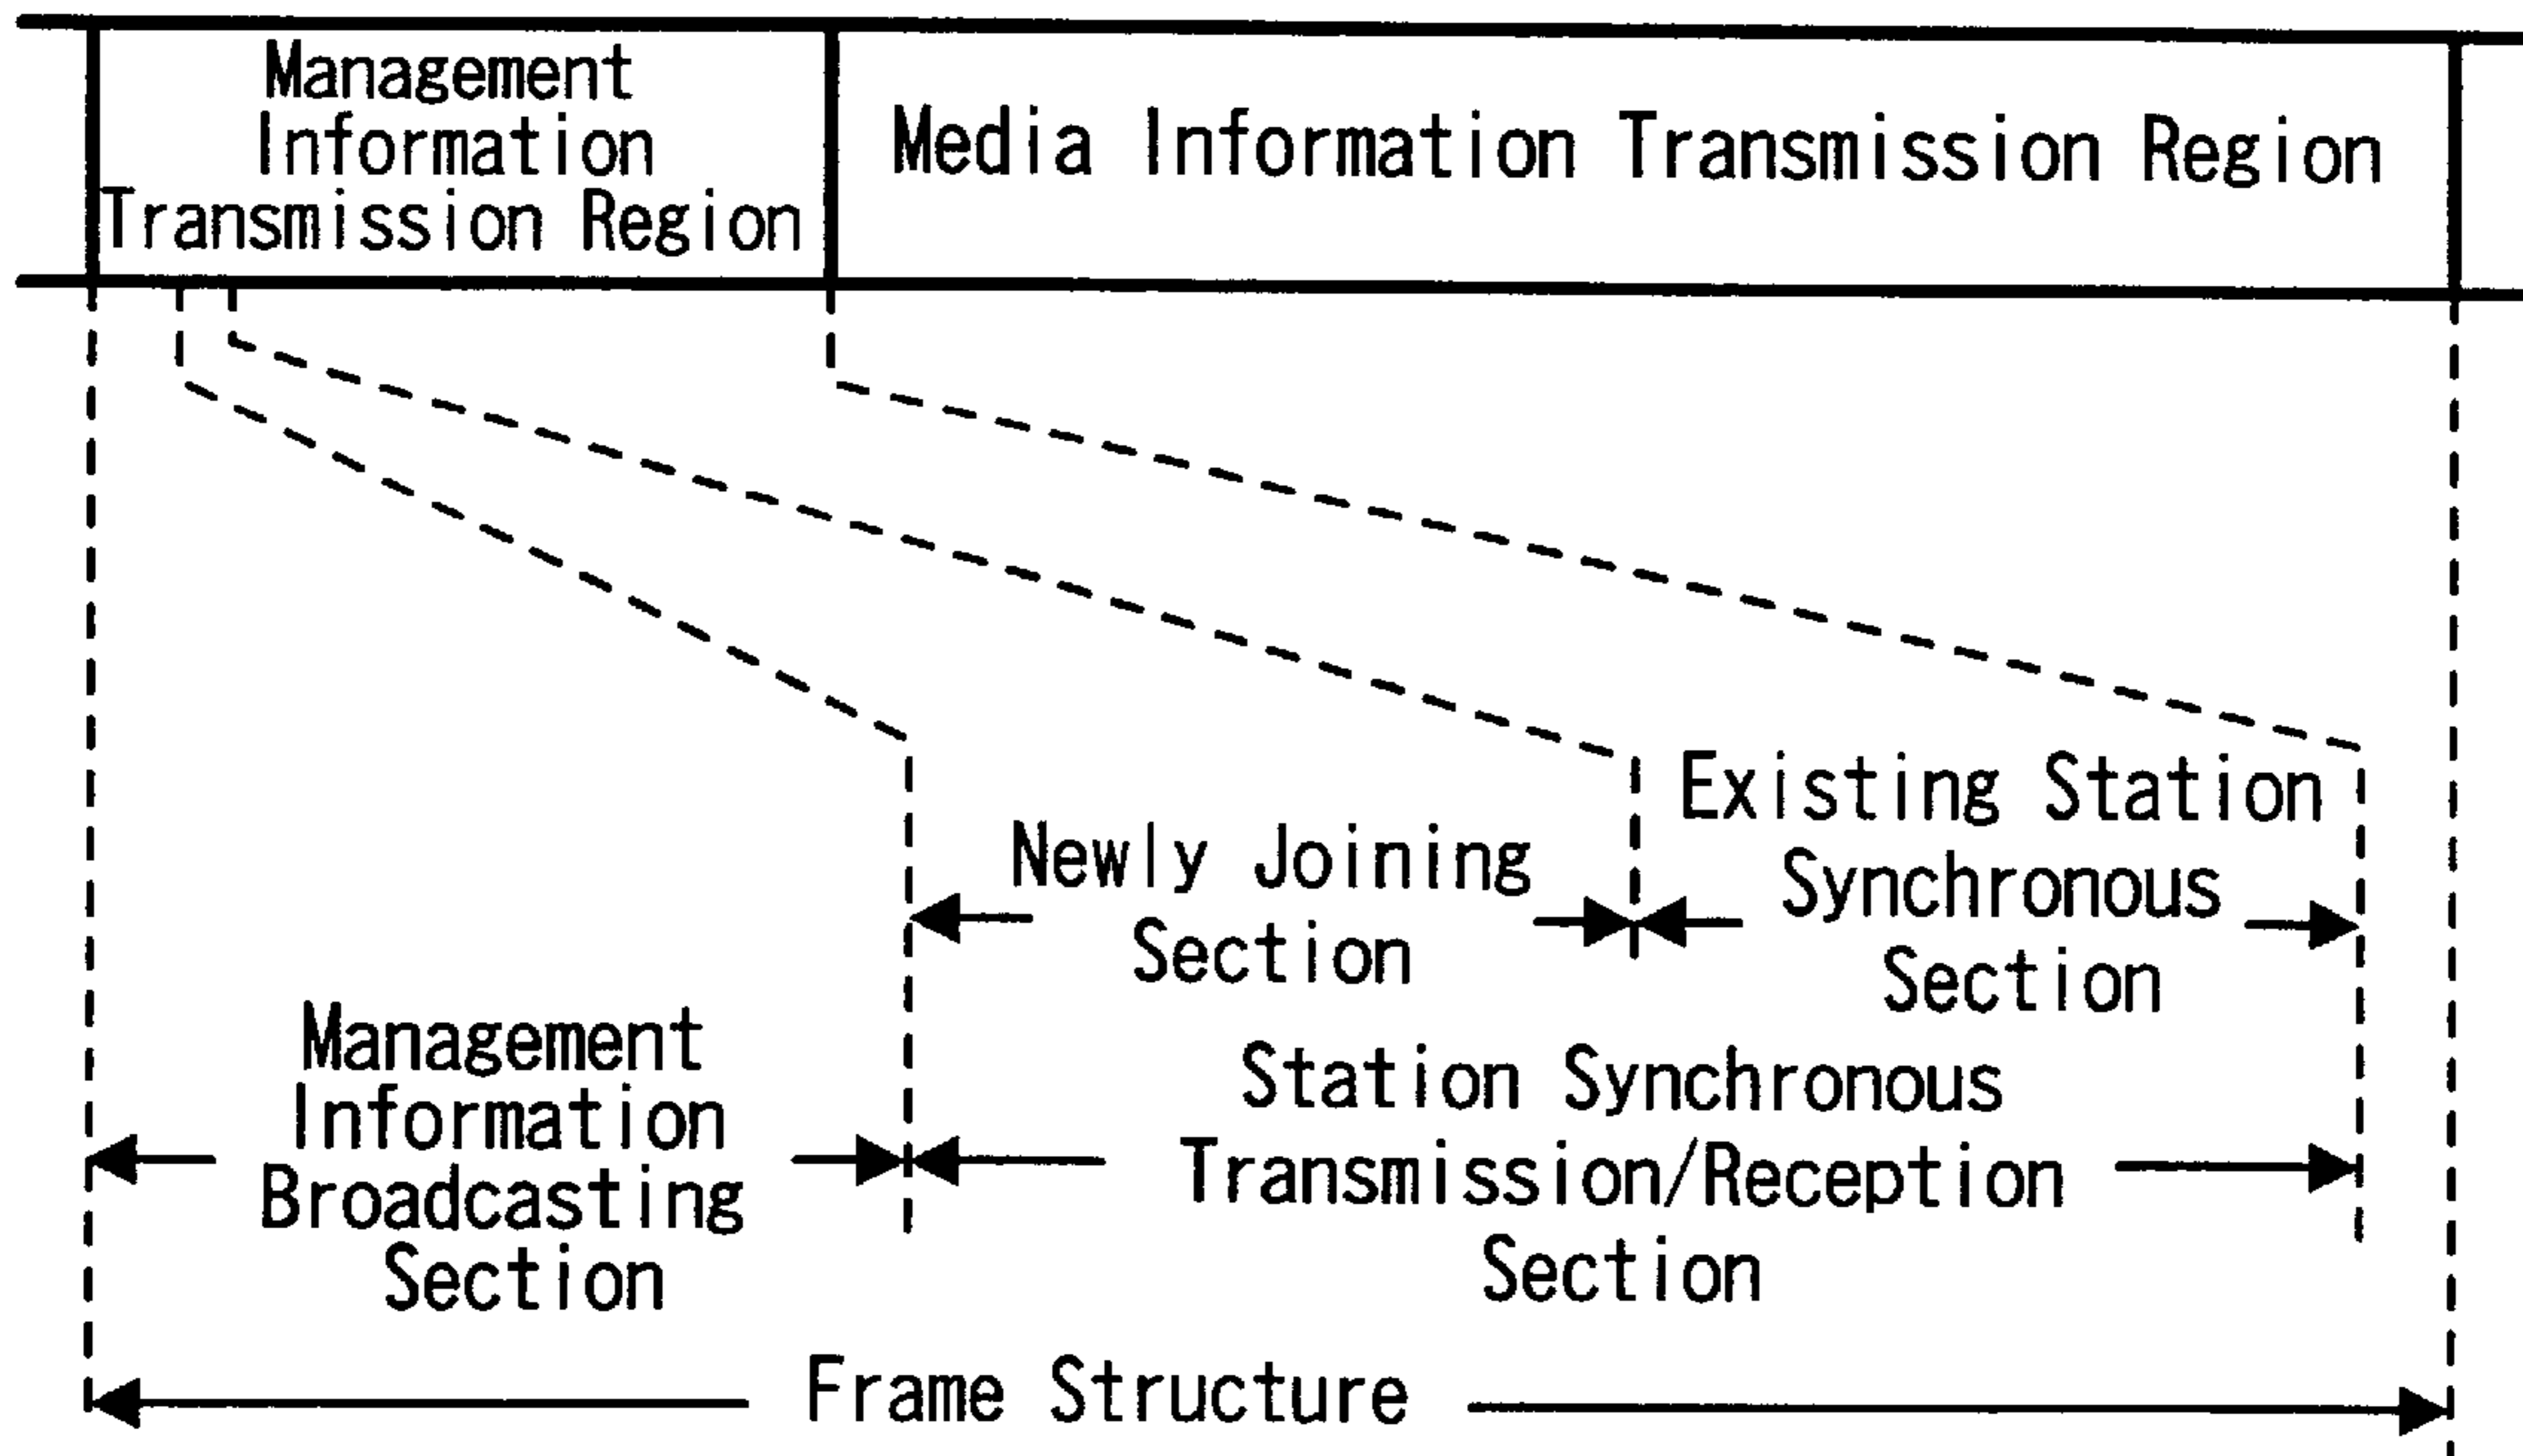 Management
Information
Transmission Region
Media Information Transmission Region
Newly Joining
Section
Existing Station
Synchronous
Section
Management
Information
Broadcasting
Section
Station Synchronous
Transmission/Reception
Section
Frame Structure